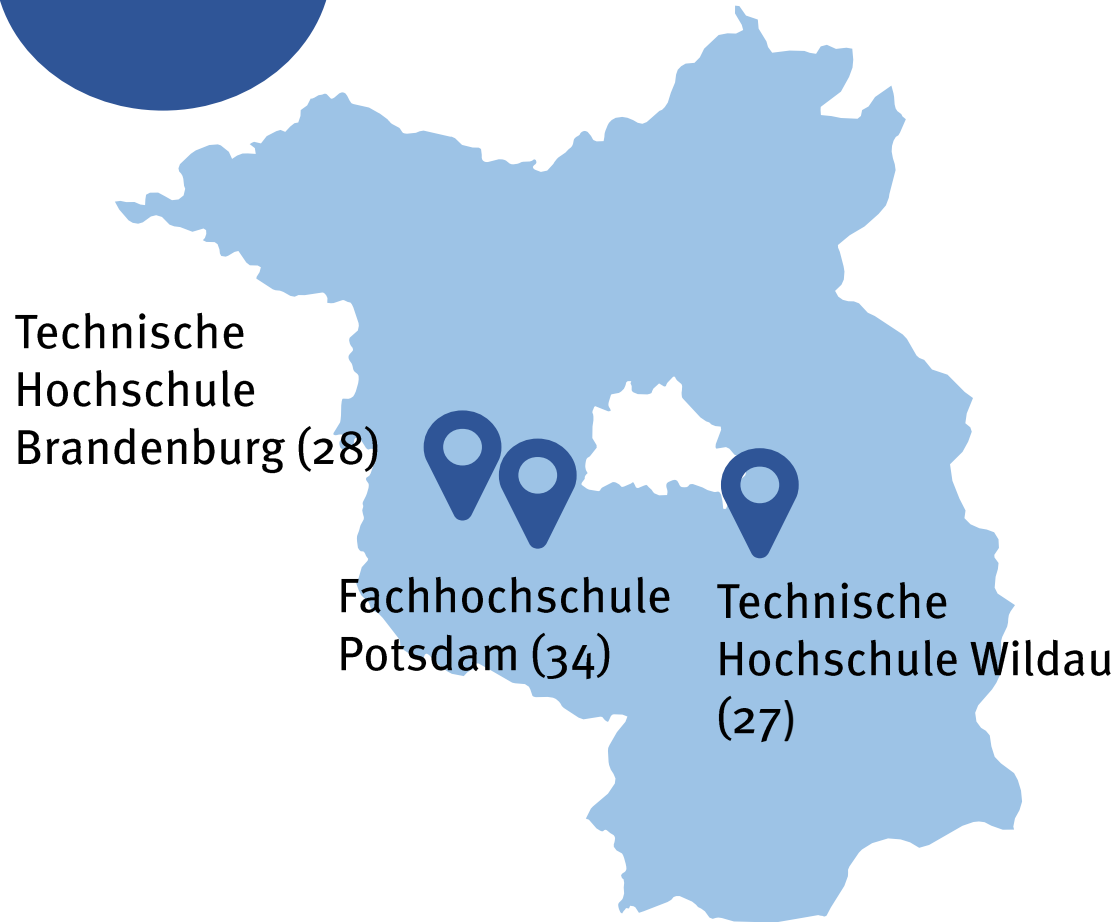 Technische
Hochschule
Brandenburg (28)
Fachhochschule
Potsdam (34)
Technische
Hochschule Wildau
(27)